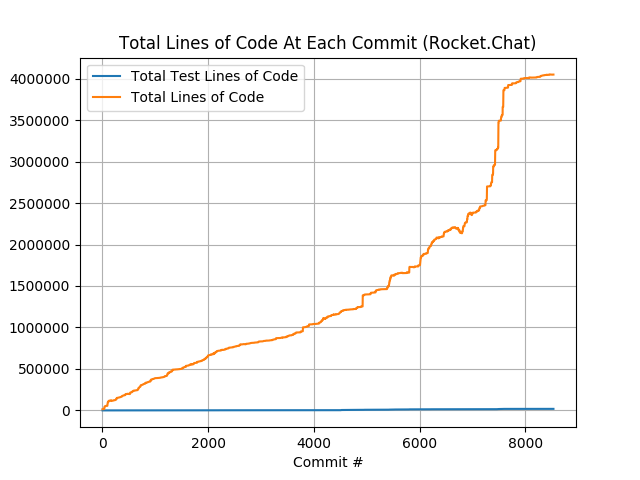 Total Lines of Code At Each Commit (Rocket.Chat)
Total Test Lines of Code
Total Lines of Code
4000000
3500000
3000000
2500000
2000000
1500000
1000000
500000
0
0 2000 4000 6000 8000
Commit #